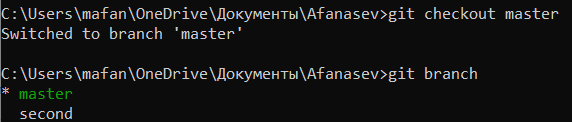 C:\Users\mafan\OneDrive\Документы\Afanasev>git checkout master
Switched to branch 'master'
C:\Users\mafan\OneDrive\Документы\Afanasev>git branch
* master
  second